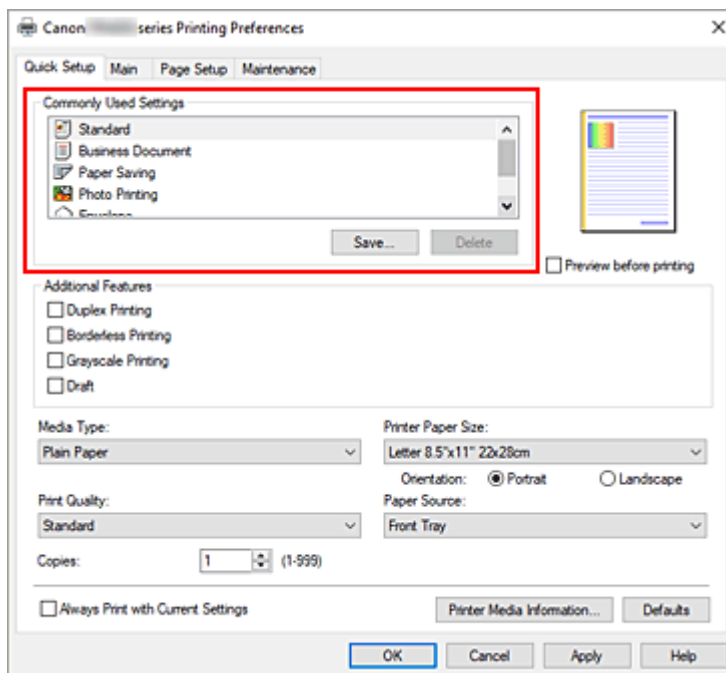 Canon series Printing Preferences
Quick Setup Main Page Setup Maintenance
Commonly Used Settings
Standard
Business Document
Paper Saving
Photo Printing
Envelope
Save... Delete
Preview before printing
Additional Features
Duplex Printing
Borderless Printing
Grayscale Printing
Draft
Media Type: Printer Paper Size:
Plain Paper Letter 8.5"x11" 22x28cm
Orientation: Portrait Landscape
Print Quality: Paper Source:
Standard Front Tray
Copies: 1 (1-999)
Always Print with Current Settings Printer Media Information... Defaults
OK Cancel Apply Help